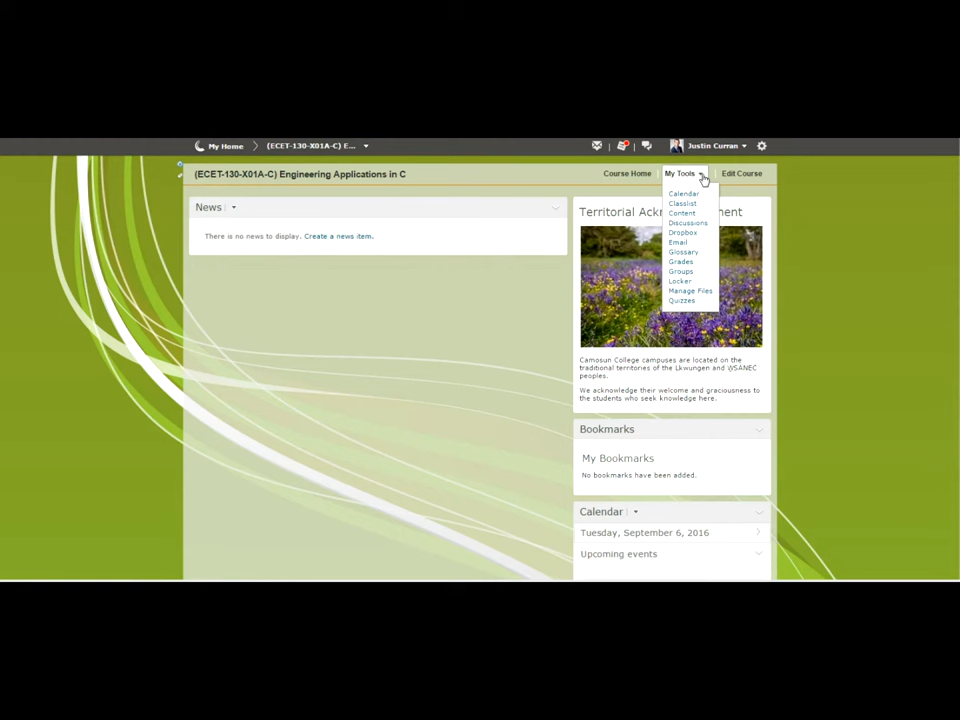 My Home
(ECET-130-X01A-C) E...
Justin Curran
(ECET-130-X01A-C) Engineering Applications in C
Course Home
My Tools
Edit Course
News
There is no news to display. Create a news item.
Calendar
Classlist
Content
Discussions
Dropbox
Email
Glossary
Grades
Groups
Locker
Manage Files
Quizzes
Territorial Ack ment
Camosun College campuses are located on the
traditional territories of the Lkwungen and W̱SÁNEĆ
peoples.
We acknowledge their welcome and graciousness to
the students who seek knowledge here.
Bookmarks
My Bookmarks
No bookmarks have been added.
Calendar
Tuesday, September 6, 2016
Upcoming events